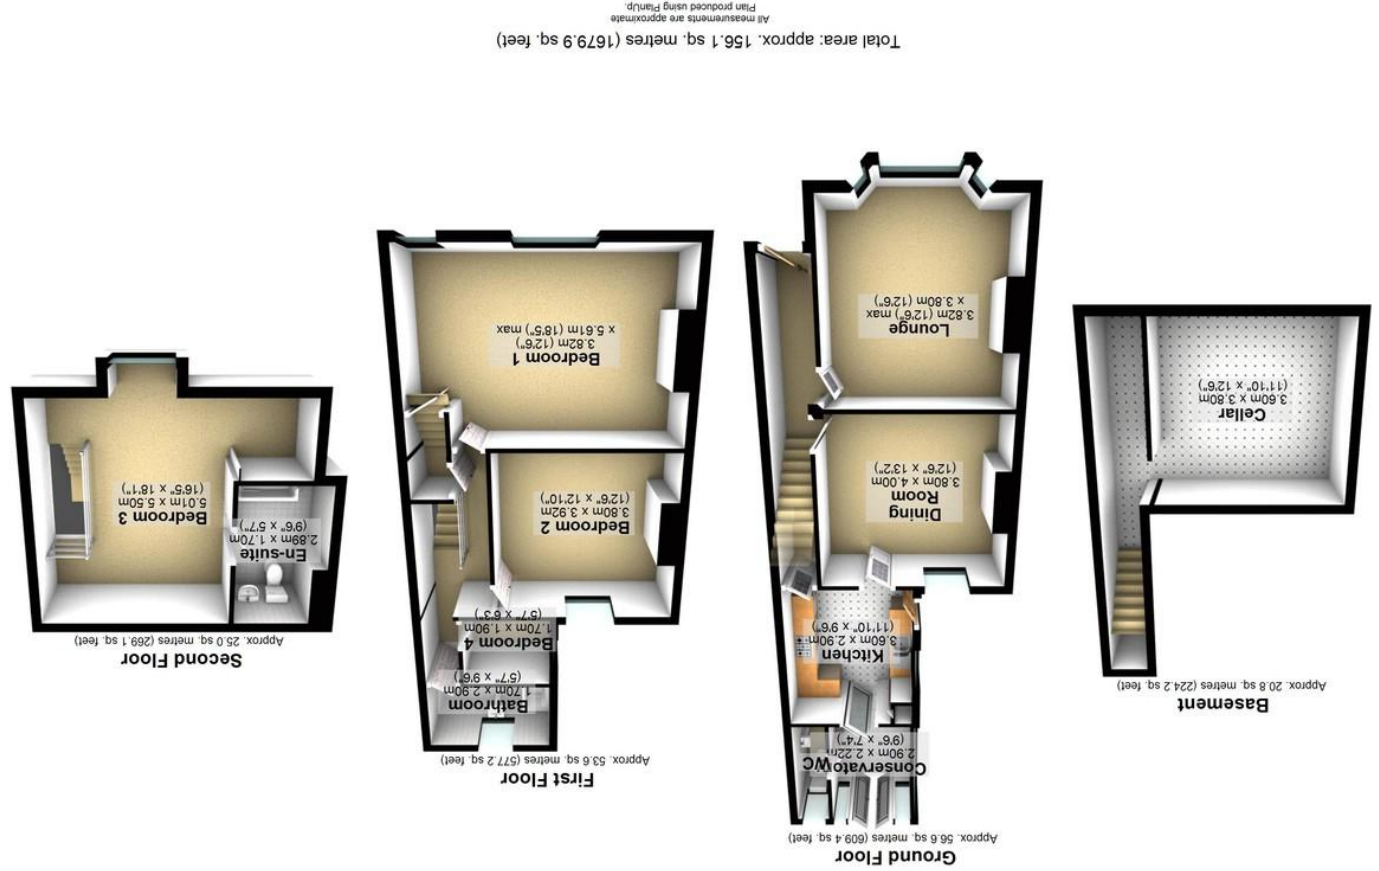 Basement
Approx. 20.8 sq. metres (224.2 sq. feet)
Cellar
3.60m x 3.80m
(11'10" x 12'6")
Ground Floor
Approx. 56.6 sq. metres (609.4 sq. feet)
Conservatory
2.90m x 2.22m
(9'6" x 7'4")
WC
Kitchen
3.60m x 2.90m
(11'10" x 9'6")
Dining
Room
3.80m x 4.00m
(12'6" x 13'2")
Lounge
3.82m (12'6") max
x 3.80m (12'6")
First Floor
Approx. 53.6 sq. metres (577.2 sq. feet)
Bathroom
1.70m x 2.90m
(5'7" x 9'6")
Bedroom 4
1.70m x 1.90m
(5'7" x 6'3")
Bedroom 2
3.80m x 3.92m
(12'6" x 12'10")
Bedroom 1
3.82m (12'6")
x 5.61m (18'5") max
Second Floor
Approx. 25.0 sq. metres (269.1 sq. feet)
En-suite
2.89m x 1.70m
(9'6" x 5'7")
Bedroom 3
5.01m x 5.50m
(16'5" x 18'1")
Total area: approx. 156.1 sq. metres (1679.9 sq. feet)
All measurements are approximate
Plan produced using PlanUp.